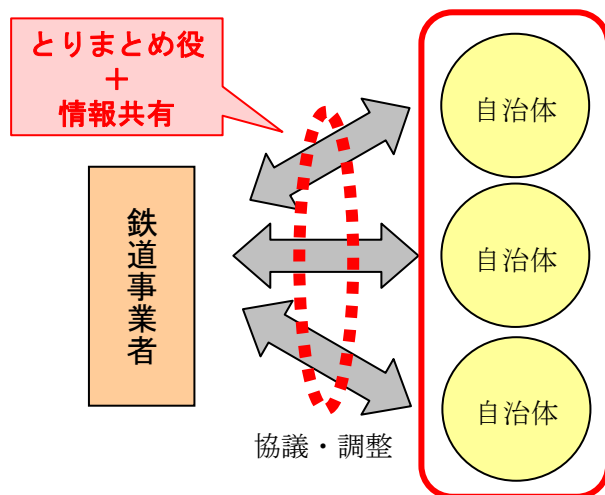 とりまとめ役
＋
情報共有
鉄道事業者
自治体
自治体
自治体
協議・調整